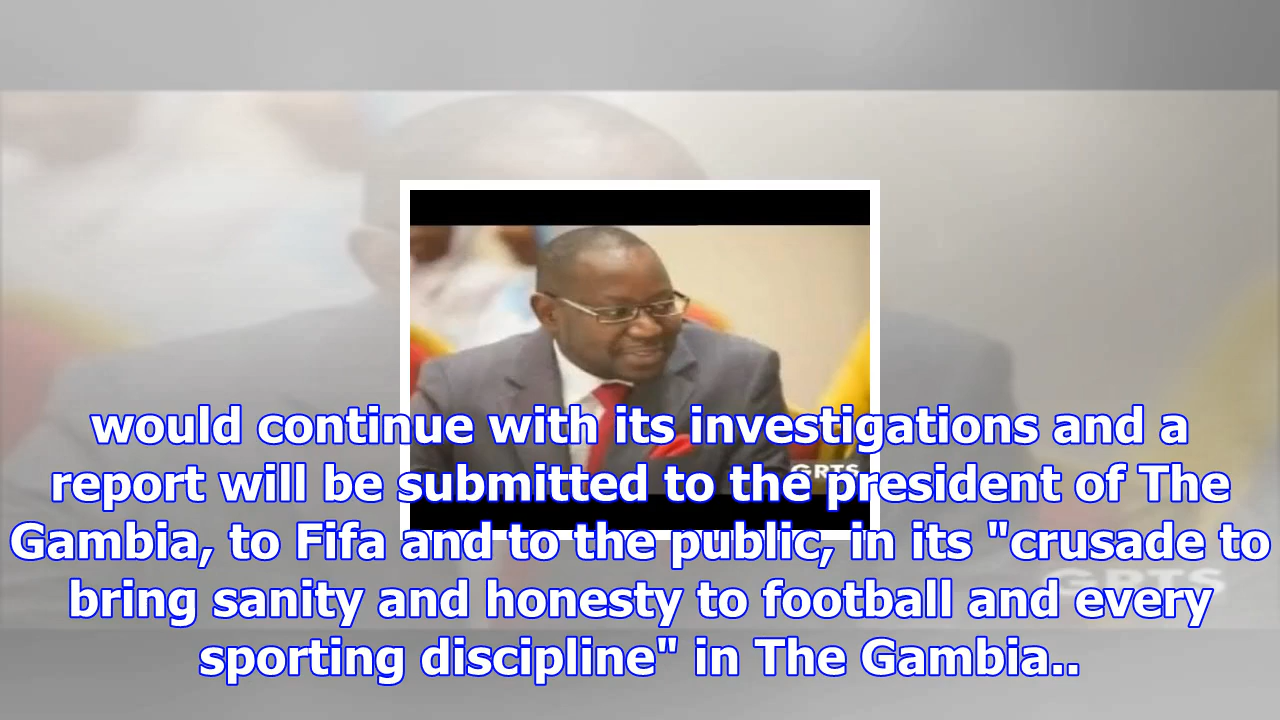 would continue with its investigations and a
report will be submitted to the president of The
Gambia, to Fifa and to the public, in its "crusade to
bring sanity and honesty to football and every
sporting discipline" in The Gambia..
GRTS
GRTS